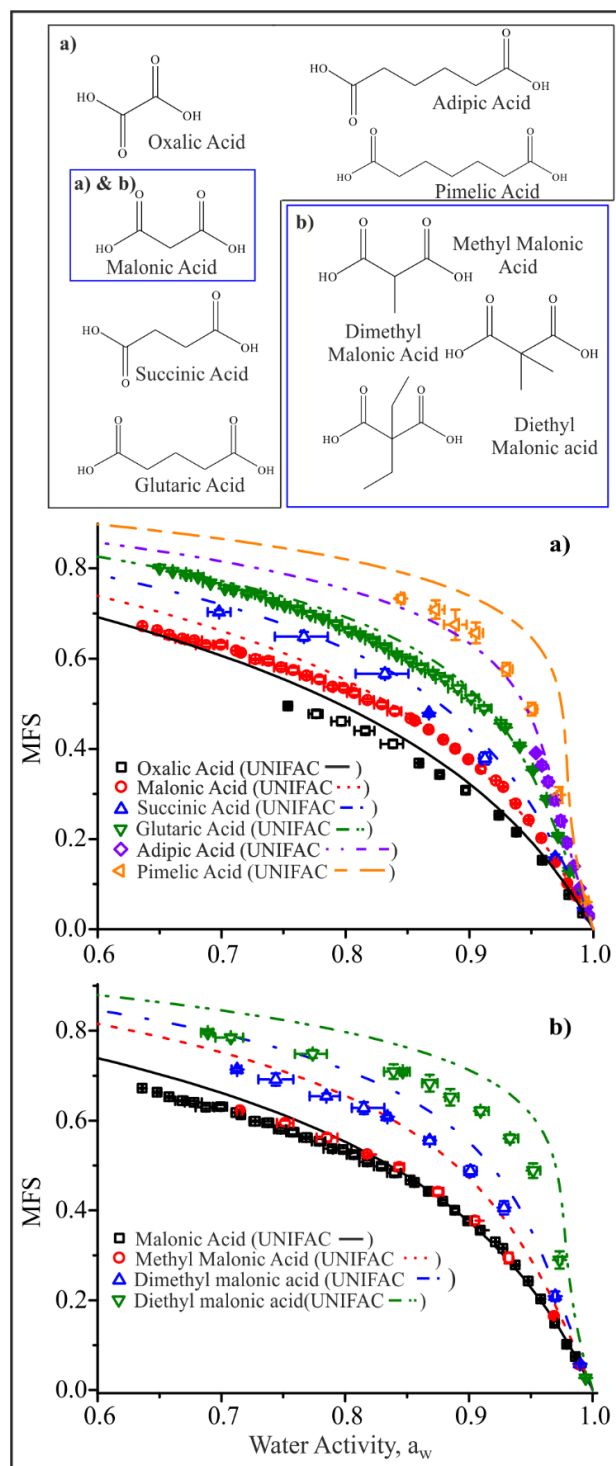 a)
O
HO
OH
O
Oxalic Acid
O
HO
OH
O
Adipic Acid
O
O
HO
OH
Pimelic Acid
a) & b)
O
O
HO
OH
Malonic Acid
b)
O
O
HO
OH
Methyl Malonic
Acid
O
HO
OH
O
Succinic Acid
Dimethyl
Malonic Acid
O
O
HO
OH
O
O
HO
OH
Diethyl
Malonic acid
O
O
HO
OH
Glutaric Acid
a)
0.8
0.6
0.4
0.2
0.0
MFS
Oxalic Acid (UNIFAC )
Malonic Acid (UNIFAC )
Succinic Acid (UNIFAC )
Glutaric Acid (UNIFAC )
Adipic Acid (UNIFAC )
Pimelic Acid (UNIFAC )
0.6 0.7 0.8 0.9 1.0
b)
0.8
0.6
0.4
0.2
0.0
MFS
Malonic Acid (UNIFAC )
Methyl Malonic Acid (UNIFAC )
Dimethyl malonic acid (UNIFAC )
Diethyl malonic acid(UNIFAC )
0.6 0.7 0.8 0.9 1.0
Water Activity, aw